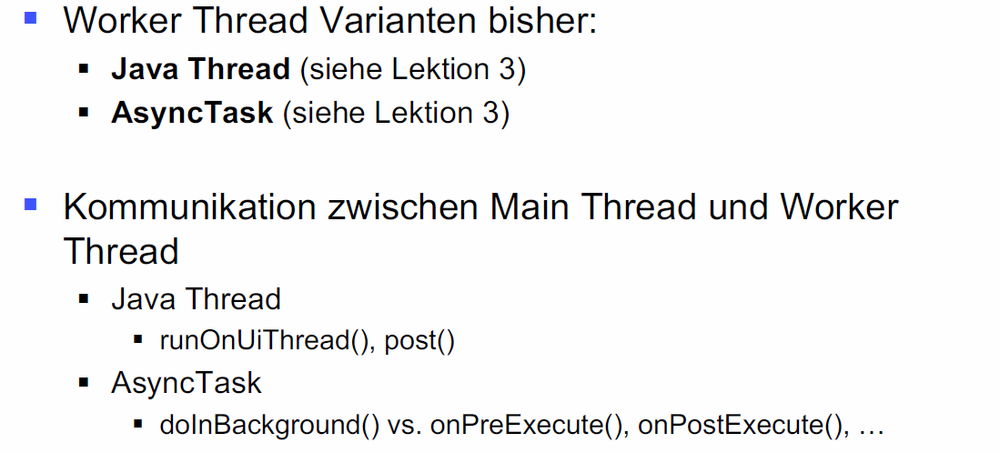 Worker Thread Varianten bisher:
Java Thread (siehe Lektion 3)
AsyncTask (siehe Lektion 3)
Kommunikation zwischen Main Thread und Worker
Thread
Java Thread
runOnUiThread(), post()
AsyncTask
doInBackground() vs. onPreExecute(), onPostExecute(), …